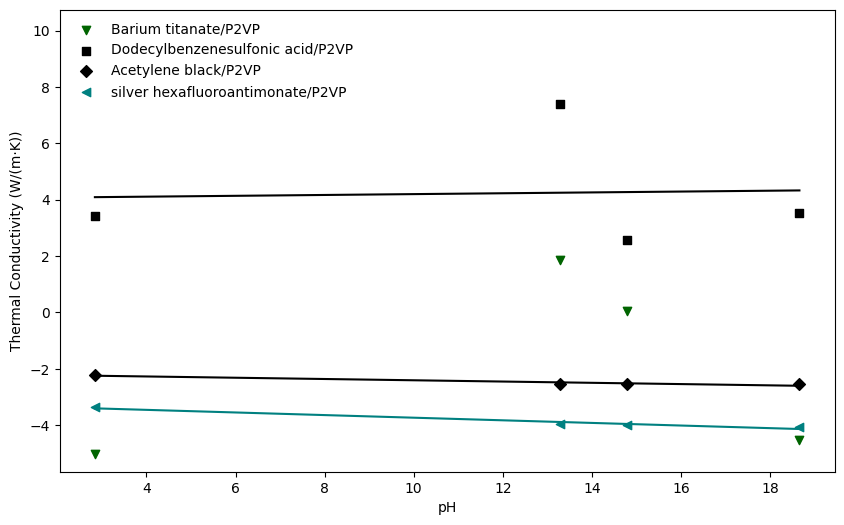 Barium titanate/P2VP
Dodecylbenzenesulfonic acid/P2VP
Acetylene black/P2VP
silver hexafluoroantimonate/P2VP
Thermal Conductivity (W/(m·K))
10
8
6
4
2
0
−2
−4
4
6
8
10
12
14
16
18
pH